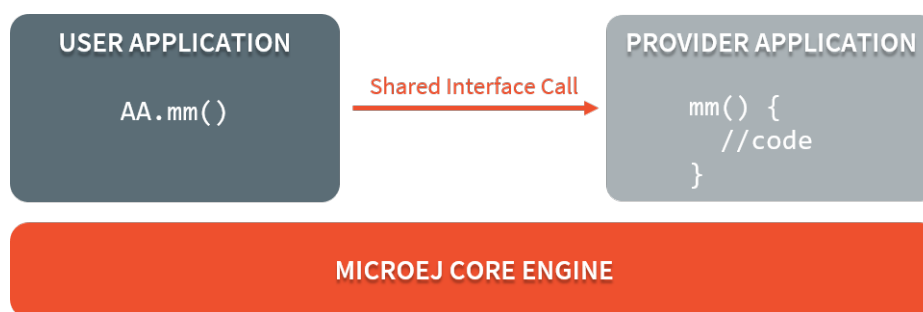 USER APPLICATION
AA.mm()
Shared Interface Call
PROVIDER APPLICATION
mm() {
//code
}
MICROEJ CORE ENGINE